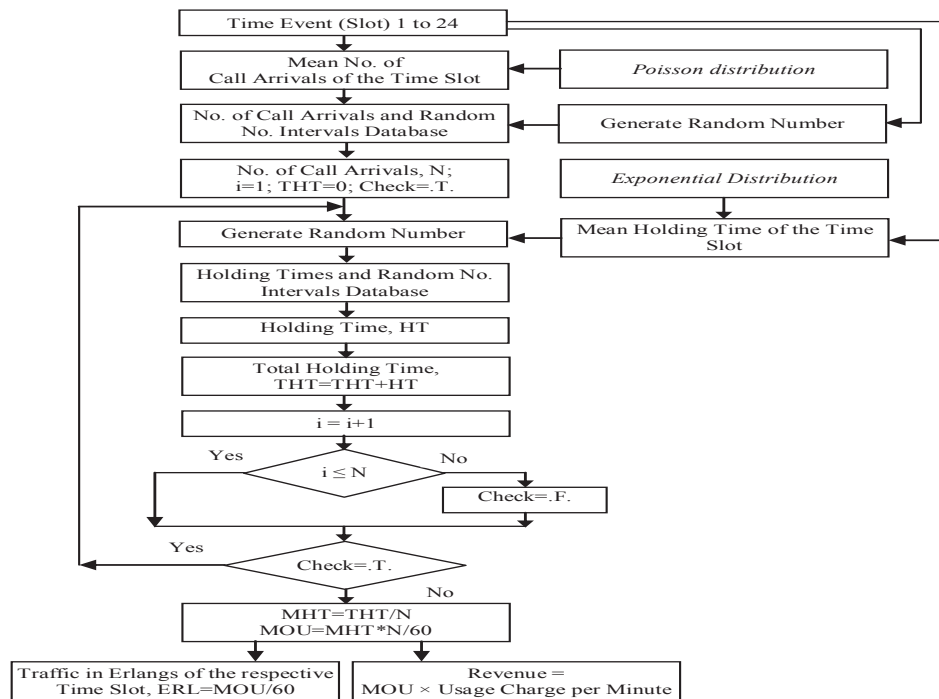 Time Event (Slot) 1 to 24
Mean No. of
Call Arrivals of the Time Slot
Poisson distribution
No. of Call Arrivals and Random
No. Intervals Database
Generate Random Number
No. of Call Arrivals, N;
i=1; THT=0; Check=.T.
Exponential Distribution
Generate Random Number
Mean Holding Time of the Time
Slot
Holding Times and Random No.
Intervals Database
Holding Time, HT
Total Holding Time,
THT=THT+HT
i = i+1
Yes
No
i ≤ N
Check=.F.
Yes
Check=.T.
No
MHT=THT/N
MOU=MHT*N/60
Traffic in Erlangs of the respective
Time Slot, ERL=MOU/60
Revenue =
MOU × Usage Charge per Minute